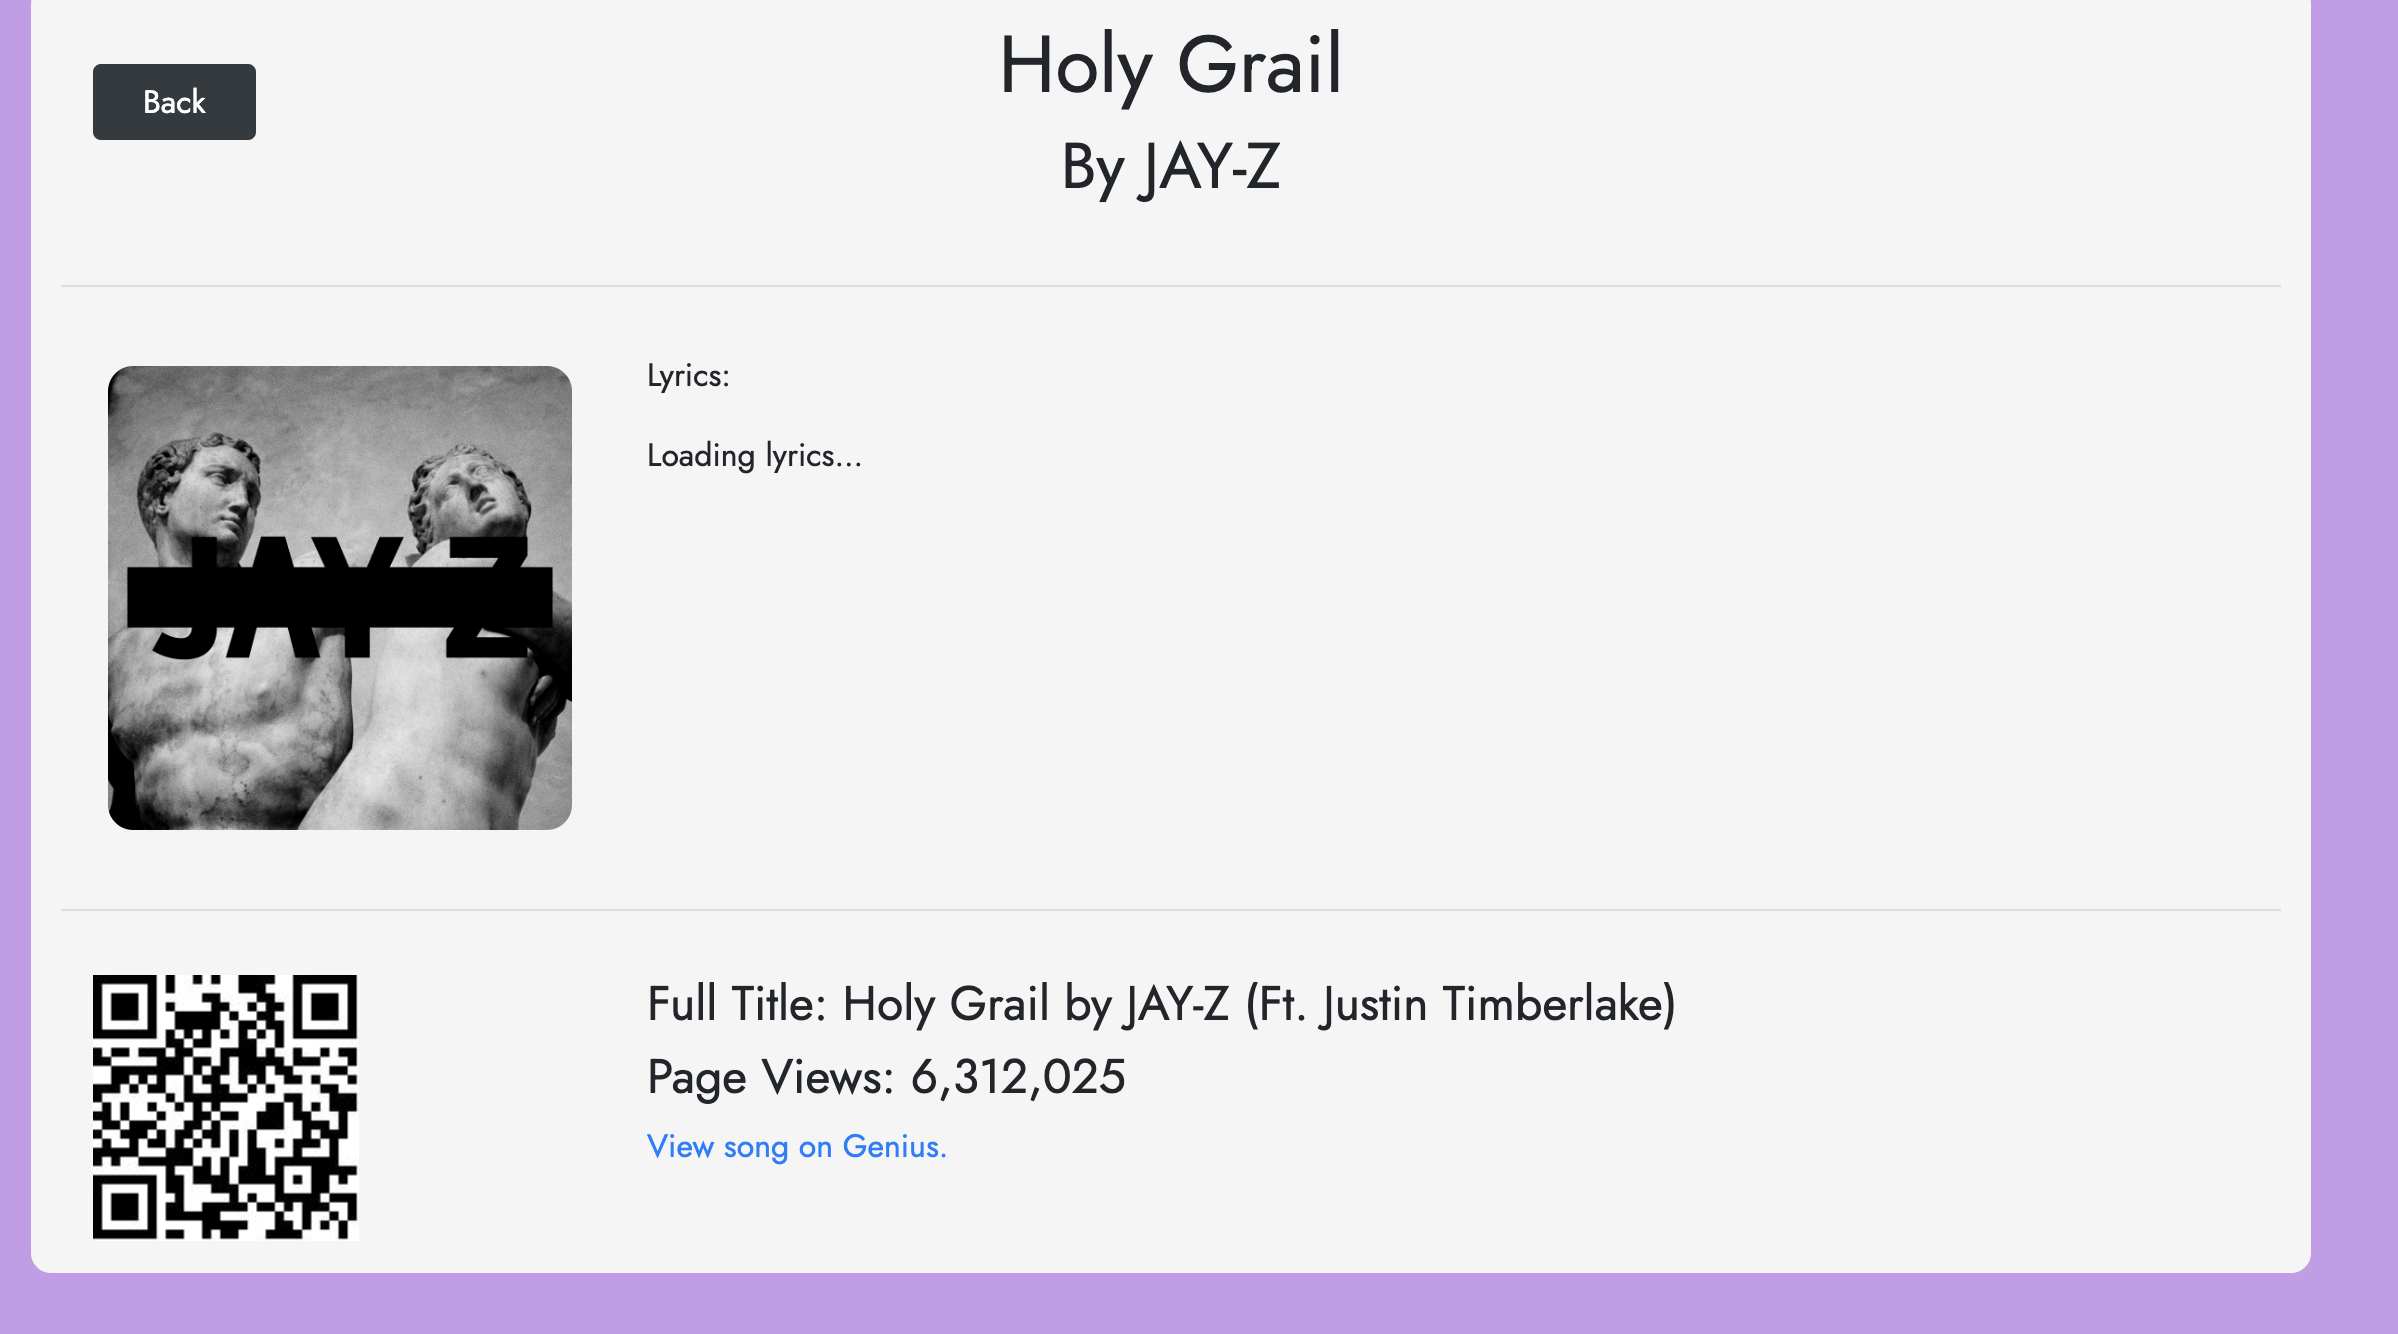 Holy Grail
Back
By JAY-Z
Lyrics:
Loading lyrics...
JAY Z
Full Title: Holy Grail by JAY-Z (Ft. Justin Timberlake)
Page Views: 6,312,025
View song on Genius.